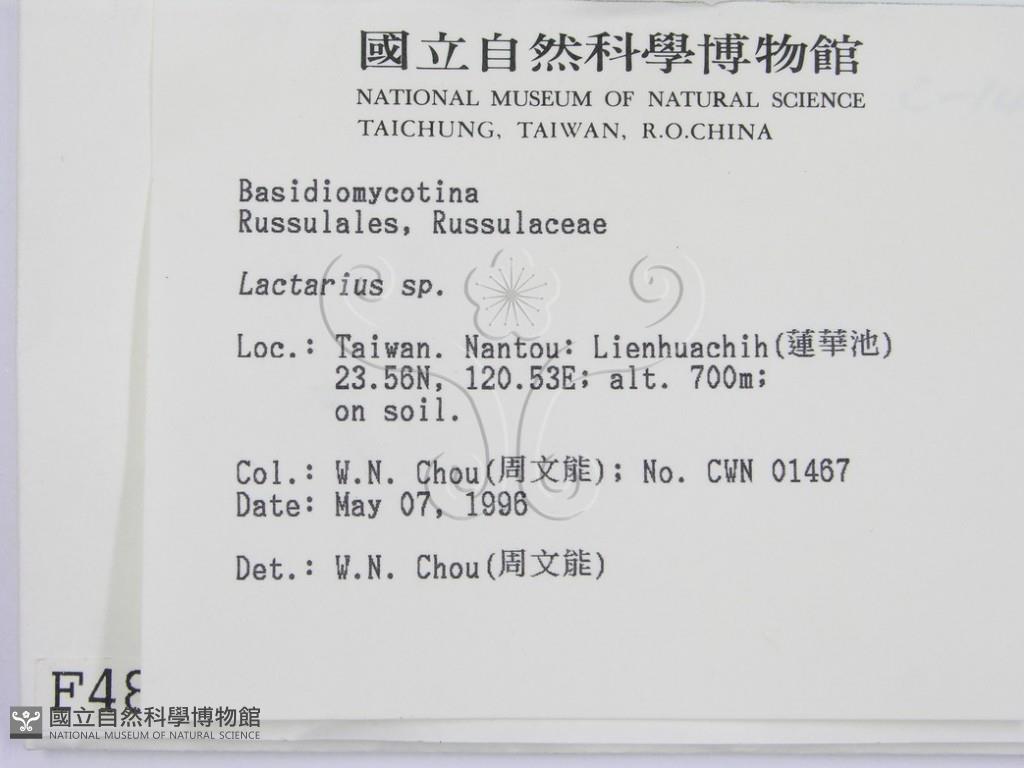 國立自然科學博物館
NATIONAL MUSEUM OF NATURAL SCIENCE
TAICHUNG, TAIWAN, R.O.CHINA
Basidiomycotina
Russulales, Russulaceae
Lactarius sp.
Loc.: Taiwan. Nantou: Lienhuachih(蓮華池)
23.56N, 120.53E; alt. 700m;
on soil.
Col.: W.N. Chou(周文能); No. CWN 01467
Date: May 07, 1996
Det.: W.N. Chou(周文能)
F48
國立自然科學博物館
NATIONAL MUSEUM OF NATURAL SCIENCE